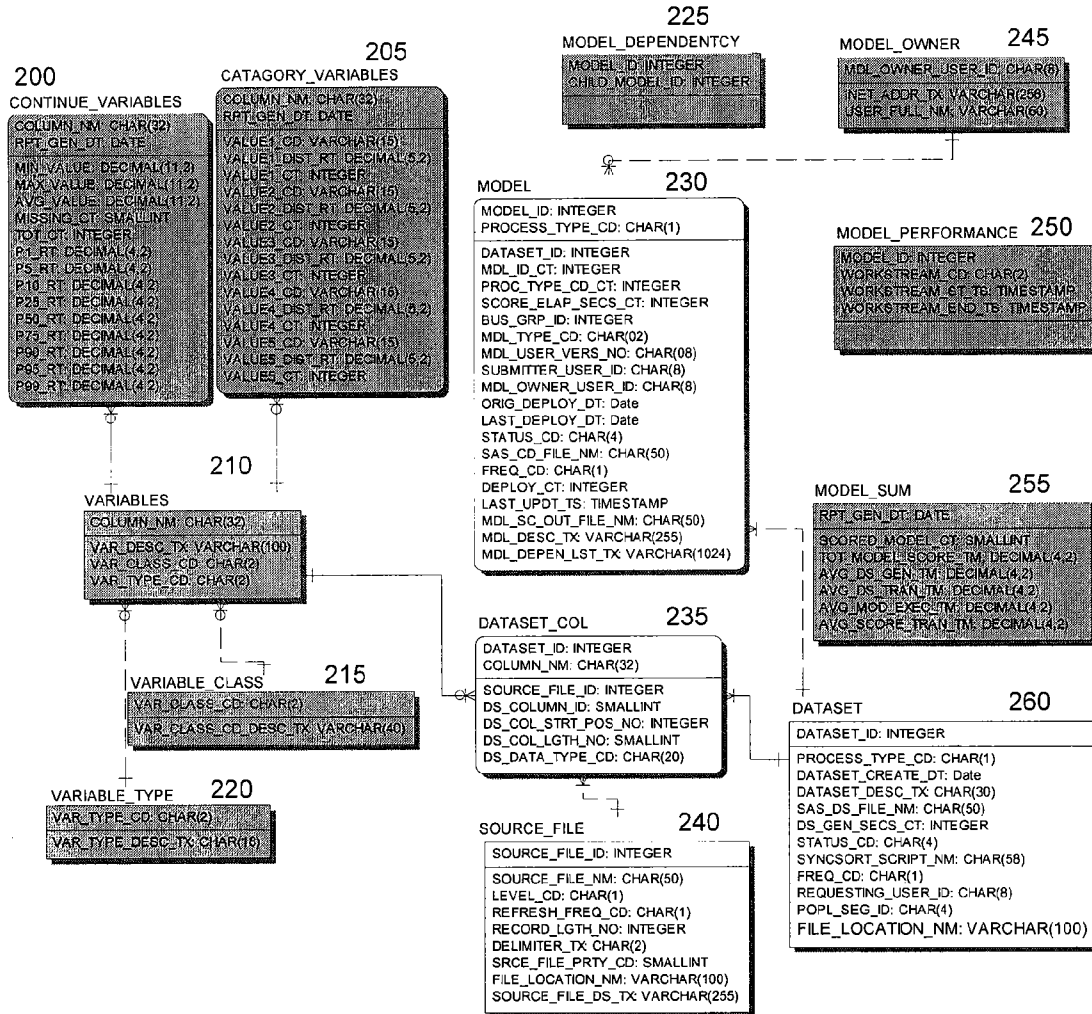 200
CONTINUE_VARIABLES
COLUMN_NM: CHAR(32)
RPT_GEN_DT: DATE
MIN_VALUE: DECIMAL(11,2)
MAX_VALUE: DECIMAL(11,2)
AVG_VALUE: DECIMAL(11,2)
MISSING_CT: SMALLINT
TOT_CT: INTEGER
P1_RT: DECIMAL(4,2)
P5_RT: DECIMAL(4,2)
P10_RT: DECIMAL(4,2)
P25_RT: DECIMAL(4,2)
P50_RT: DECIMAL(4,2)
P75_RT: DECIMAL(4,2)
P90_RT: DECIMAL(4,2)
P95_RT: DECIMAL(4,2)
P99_RT: DECIMAL(4,2)
205
CATAGORY_VARIABLES
COLUMN_NM: CHAR(32)
RPT_GEN_DT: DATE
VALUE1_CD: VARCHAR(15)
VALUE1_DIST_RT: DECIMAL(5,2)
VALUE1_CT: INTEGER
VALUE2_CD: VARCHAR(15)
VALUE2_DIST_RT: DECIMAL(5,2)
VALUE2_CT: INTEGER
VALUE3_CD: VARCHAR(15)
VALUE3_DIST_RT: DECIMAL(5,2)
VALUE3_CT: INTEGER
VALUE4_CD: VARCHAR(15)
VALUE4_DIST_RT: DECIMAL(5,2)
VALUE4_CT: INTEGER
VALUE5_CD: VARCHAR(15)
VALUE5_DIST_RT: DECIMAL(5,2)
VALUE5_CT: INTEGER
225
MODEL_DEPENDENTCY
MODEL_ID: INTEGER
CHILD_MODEL_ID: INTEGER
MODEL_OWNER 245
MDL_OWNER_USER_ID: CHAR(8)
NET_ADDR_TX: VARCHAR(256)
USER_FULL_NM: VARCHAR(60)
MODEL 230
MODEL_ID: INTEGER
PROCESS_TYPE_CD: CHAR(1)
DATASET_ID: INTEGER
MDL_ID_CT: INTEGER
PROC_TYPE_CD_CT: INTEGER
SCORE_ELAP_SECS_CT: INTEGER
BUS_GRP_ID: INTEGER
MDL_TYPE_CD: CHAR(02)
MDL_USER_VERS_NO: CHAR(08)
SUBMITTER_USER_ID: CHAR(8)
MDL_OWNER_USER_ID: CHAR(8)
ORIG_DEPLOY_DT: Date
LAST_DEPLOY_DT: Date
STATUS_CD: CHAR(4)
SAS_CD_FILE_NM: CHAR(50)
FREQ_CD: CHAR(1)
DEPLOY_CT: INTEGER
LAST_UPDT_TS: TIMESTAMP
MDL_SC_OUT_FILE_NM: CHAR(50)
MDL_DESC_TX: VARCHAR(255)
MDL_DEPEN_LST_TX: VARCHAR(1024)
MODEL_PERFORMANCE 250
MODEL_ID: INTEGER
WORKSTREAM_CD: CHAR(2)
WORKSTREAM_ST_TS: TIMESTAMP
WORKSTREAM_END_TS: TIMESTAMP
210
VARIABLES
COLUMN_NM: CHAR(32)
VAR_DESC_TX: VARCHAR(100)
VAR_CLASS_CD: CHAR(2)
VAR_TYPE_CD: CHAR(2)
MODEL_SUM 255
RPT_GEN_DT: DATE
SCORED_MODEL_CT: SMALLINT
TOT_MODEL_SCORE_TM: DECIMAL(4,2)
AVG_DS_GEN_TM: DECIMAL(4,2)
AVG_DS_TRAN_TM: DECIMAL(4,2)
AVG_MOD_EXEC_TM: DECIMAL(4,2)
AVG_SCORE_TRAN_TM: DECIMAL(4,2)
DATASET_COL 235
DATASET_ID: INTEGER
COLUMN_NM: CHAR(32)
SOURCE_FILE_ID: INTEGER
DS_COLUMN_ID: SMALLINT
DS_COL_STRT_POS_NO: INTEGER
DS_COL_LGTH_NO: SMALLINT
DS_DATA_TYPE_CD: CHAR(20)
VARIABLE_CLASS 215
VAR_CLASS_CD: CHAR(2)
VAR_CLASS_CD_DESC_TX: VARCHAR(40)
VARIABLE_TYPE 220
VAR_TYPE_CD: CHAR(2)
VAR_TYPE_DESC_TX: VARCHAR(16)
SOURCE_FILE 240
SOURCE_FILE_ID: INTEGER
SOURCE_FILE_NM: CHAR(50)
LEVEL_CD: CHAR(1)
REFRESH_FREQ_CD: CHAR(1)
RECORD_LGTH_NO: INTEGER
DELIMITER_TX: CHAR(2)
SRCE_FILE_PRTY_CD: SMALLINT
FILE_LOCATION_NM: VARCHAR(100)
SOURCE_FILE_DS_TX: VARCHAR(255)
DATASET 260
DATASET_ID: INTEGER
PROCESS_TYPE_CD: CHAR(1)
DATASET_CREATE_DT: Date
DATASET_DESC_TX: CHAR(30)
SAS_DS_FILE_NM: CHAR(50)
DS_GEN_SECS_CT: INTEGER
STATUS_CD: CHAR(4)
SYNCSORT_SCRIPT_NM: CHAR(58)
FREQ_CD: CHAR(1)
REQUESTING_USER_ID: CHAR(8)
POPL_SEG_ID: CHAR(4)
FILE_LOCATION_NM: VARCHAR(100)